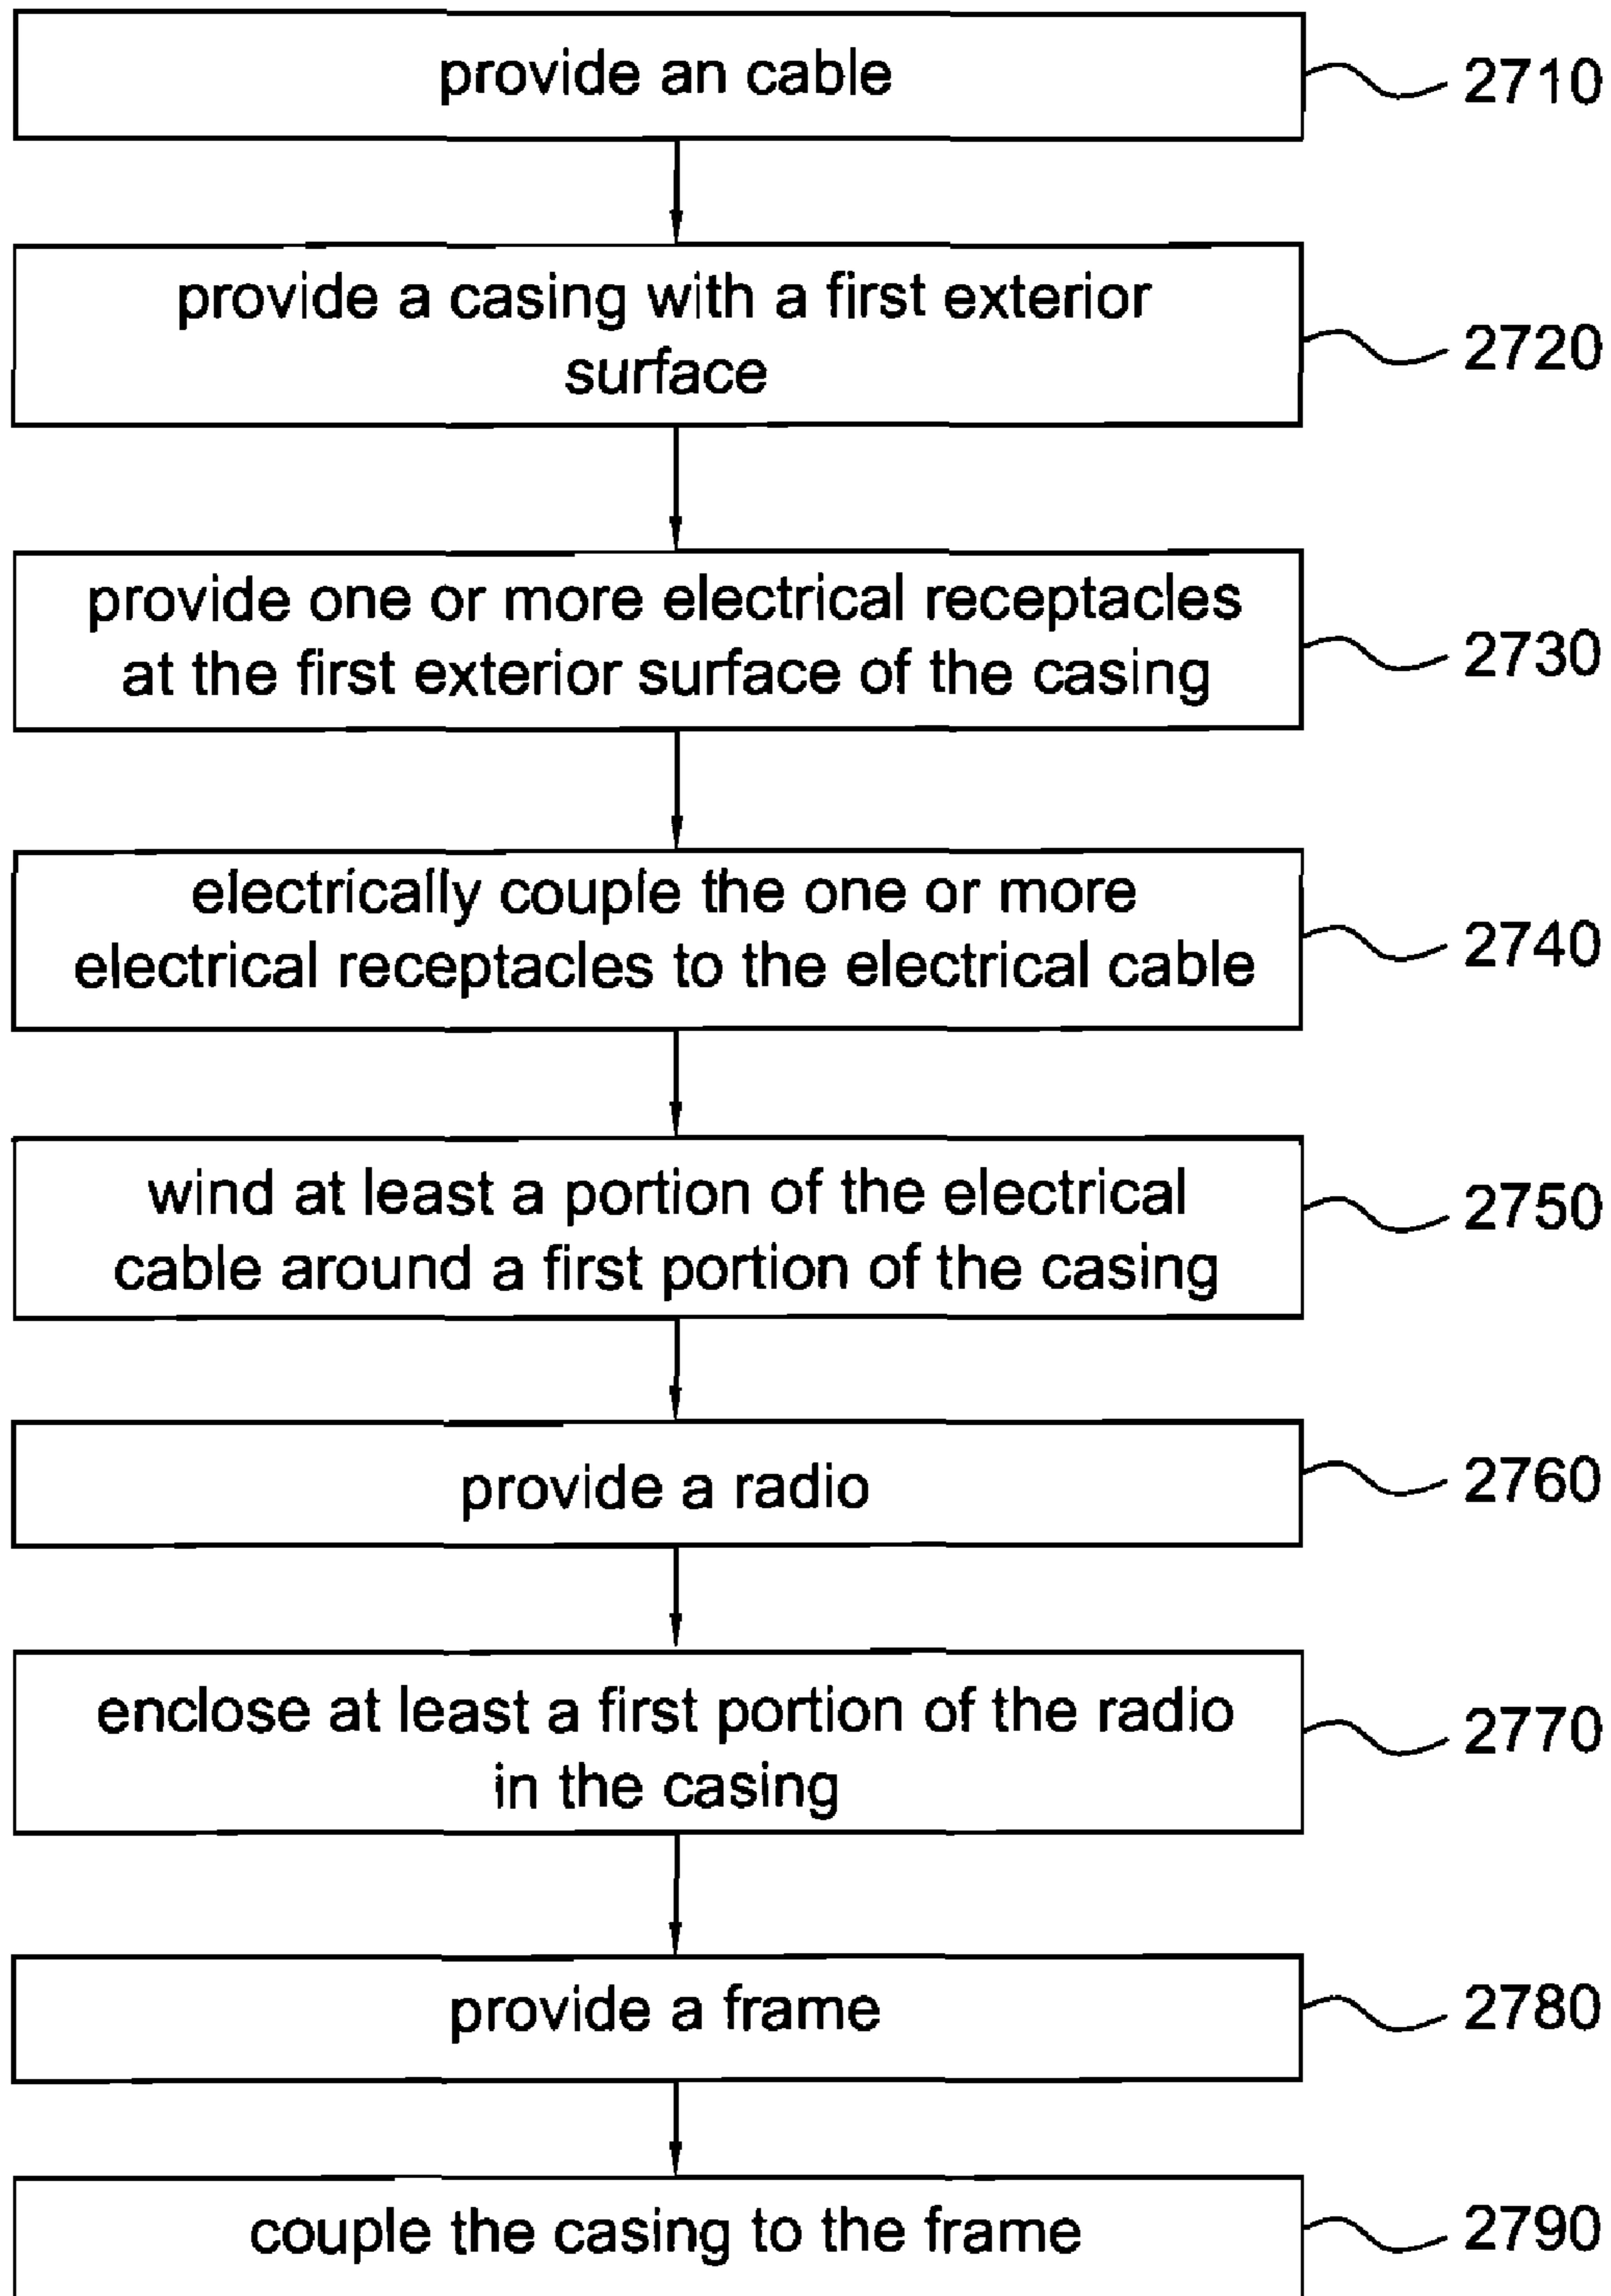 provide an cable
2710
provide a casing with a first exterior
surface
2720
provide one or more electrical receptacles
at the first exterior surface of the casing
2730
electrically couple the one or more
electrical receptacles to the electrical cable
2740
wind at least a portion of the electrical
cable around a first portion of the casing
2750
provide a radio
2760
enclose at least a first portion of the radio
in the casing
2770
provide a frame
2780
couple the casing to the frame
2790